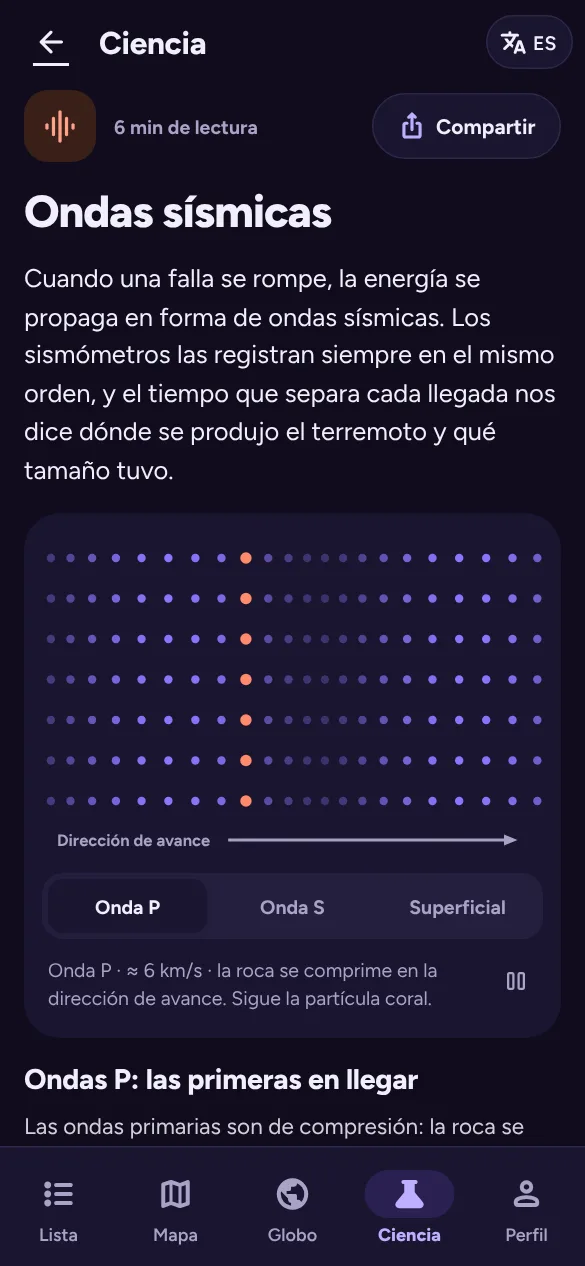 Ciencia
ES
6 min de lectura
Compartir
Ondas sísmicas
Cuando una falla se rompe, la energía se
propaga en forma de ondas sísmicas. Los
sismómetros las registran siempre en el mismo
orden, y el tiempo que separa cada llegada nos
dice dónde se produjo el terremoto y qué
tamaño tuvo.
Dirección de avance
Onda P
Onda S
Superficial
Onda P · ≈ 6 km/s · la roca se comprime en la
dirección de avance. Sigue la partícula coral.
Ondas P: las primeras en llegar
Las ondas primarias son de compresión: la roca se
Lista
Mapa
Globo
Ciencia
Perfil